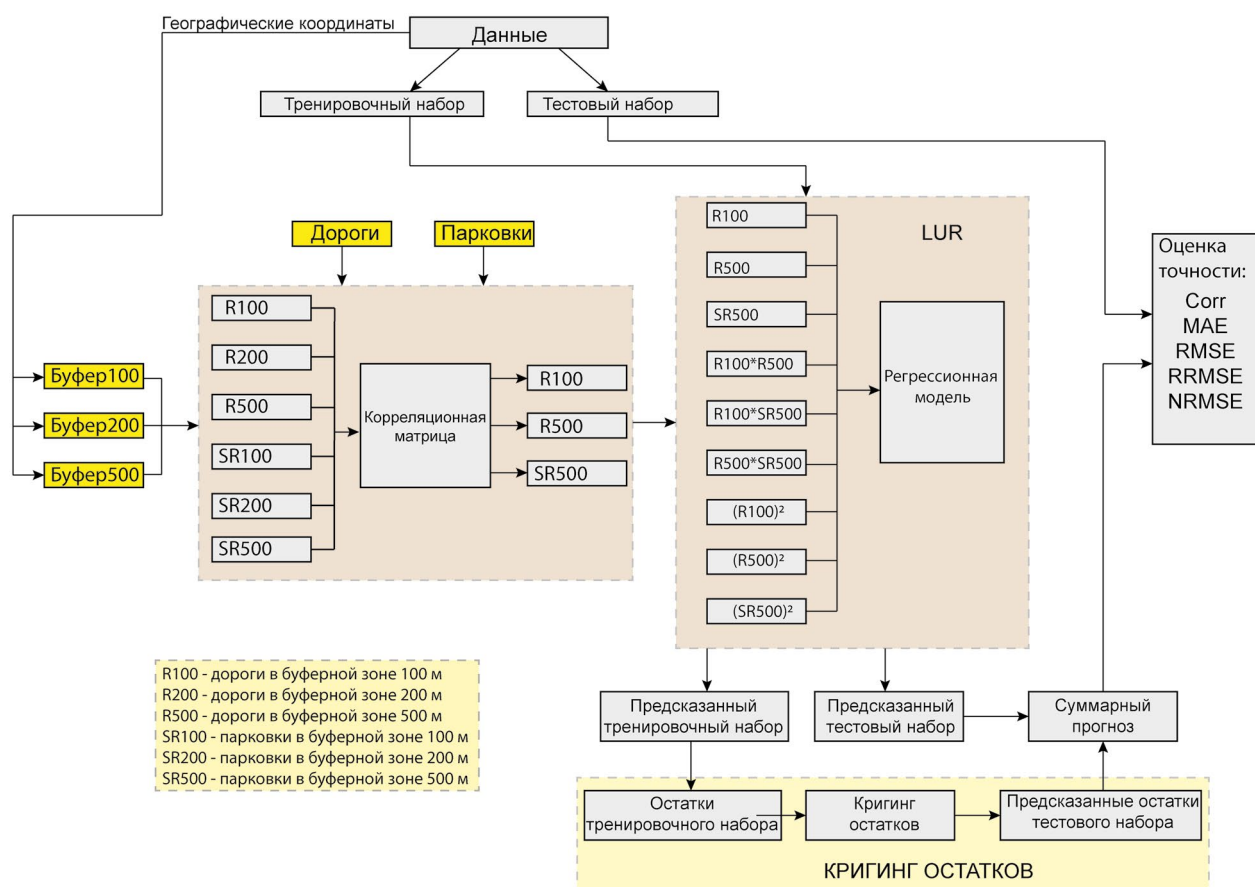 Географические координаты
Данные
Тренировочный набор
Тестовый набор
Дороги
Парковки
Буфер100
Буфер200
Буфер500
R100
R200
R500
SR100
SR200
SR500
Корреляционная
матрица
R100
R500
SR500
LUR
R100
R500
SR500
R100*R500
R100*SR500
R500*SR500
(R100)²
(R500)²
(SR500)²
Регрессионная
модель
Оценка
точности:
Corr
MAE
RMSE
RRMSE
NRMSE
R100 - дороги в буферной зоне 100 м
R200 - дороги в буферной зоне 200 м
R500 - дороги в буферной зоне 500 м
SR100 - парковки в буферной зоне 100 м
SR200 - парковки в буферной зоне 200 м
SR500 - парковки в буферной зоне 500 м
Предсказанный
тренировочный набор
Предсказанный
тестовый набор
Суммарный
прогноз
Остатки
тренировочного набора
Кригинг
остатков
Предсказанные остатки
тестового набора
КРИГИНГ ОСТАТКОВ